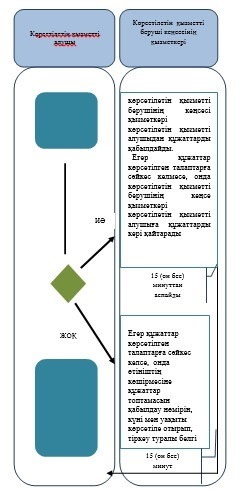 Көрсетілетін қызметті
алушы
Көрсетілетін қызметті
беруші кеңсесінің
қызметкері
көрсетілетін қызметті
берушінің кеңсесі
қызметкері
көрсетілетін қызметті
алушыдан құжаттарды
қабылдайды.
Егер құжаттар
көрсетілген талаптарға
сәйкес келмесе, онда
көрсетілетін қызметті
берушінің кеңсе
қызметкері
көрсетілетін қызметті
алушыға құжаттарды
кері қайтарады
ИӘ
15 (он бес)
минуттан
аспайды
ЖОҚ
Егер құжаттар
көрсетілген
талаптарға сәйкес
келсе, онда
өтініштің
көшірмесіне
құжаттар
топтамасын
қабылдау нөмірін,
күні мен уақыты
көрсетіле отырып,
тіркеу туралы белгі
15 (он бес)
минут